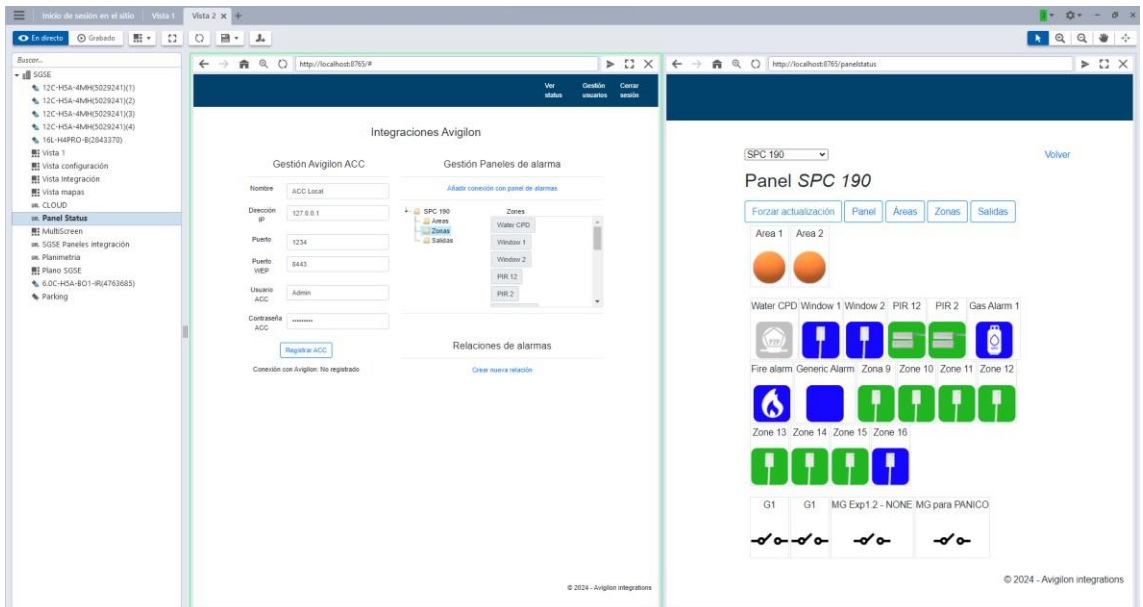 Inicio de sesión en el sitio Vista 1 Vista 2 x +
En directo Grabado
Buscar...
SGSE
12C-H5A-4MH(5029241)(1)
12C-H5A-4MH(5029241)(2)
12C-H5A-4MH(5029241)(3)
12C-H5A-4MH(5029241)(4)
16L-H4PRO-B(2643370)
Vista 1
Vista configuración
Vista Integración
Vista mapas
URL CLOUD
URL Panel Status
MultiScreen
URL SGSE Paneles integración
URL Planimetria
Plano SGSE
6.0C-H5A-BO1-IR(4763685)
Parking
http://localhost:8765/#
Ver status
Gestión usuarios
Cerrar sesión
Integraciones Avigilon
Gestión Avigilon ACC
Nombre ACC Local
Dirección IP 127.0.0.1
Puerto 1234
Puerto WEP 8443
Usuario ACC Admin
Contraseña ACC •••••••••
Registrar ACC
Conexión con Avigilon: No registrado
Gestión Paneles de alarma
Añadir conexión con panel de alarmas
SPC 190
Areas
Zonas
Salidas
Zones
Water CPD
Window 1
Window 2
PIR 12
PIR 2
Relaciones de alarmas
Crear nueva relación
© 2024 - Avigilon integrations
http://localhost:8765/panelstatus
SPC 190 Volver
Panel SPC 190
Forzar actualización Panel Áreas Zonas Salidas
Area 1 Area 2
Water CPD Window 1 Window 2 PIR 12 PIR 2 Gas Alarm 1
Fire alarm Generic Alarm Zona 9 Zone 10 Zone 11 Zone 12
Zone 13 Zone 14 Zone 15 Zone 16
G1 G1 MG Exp1.2 - NONE MG para PANICO
© 2024 - Avigilon integrations